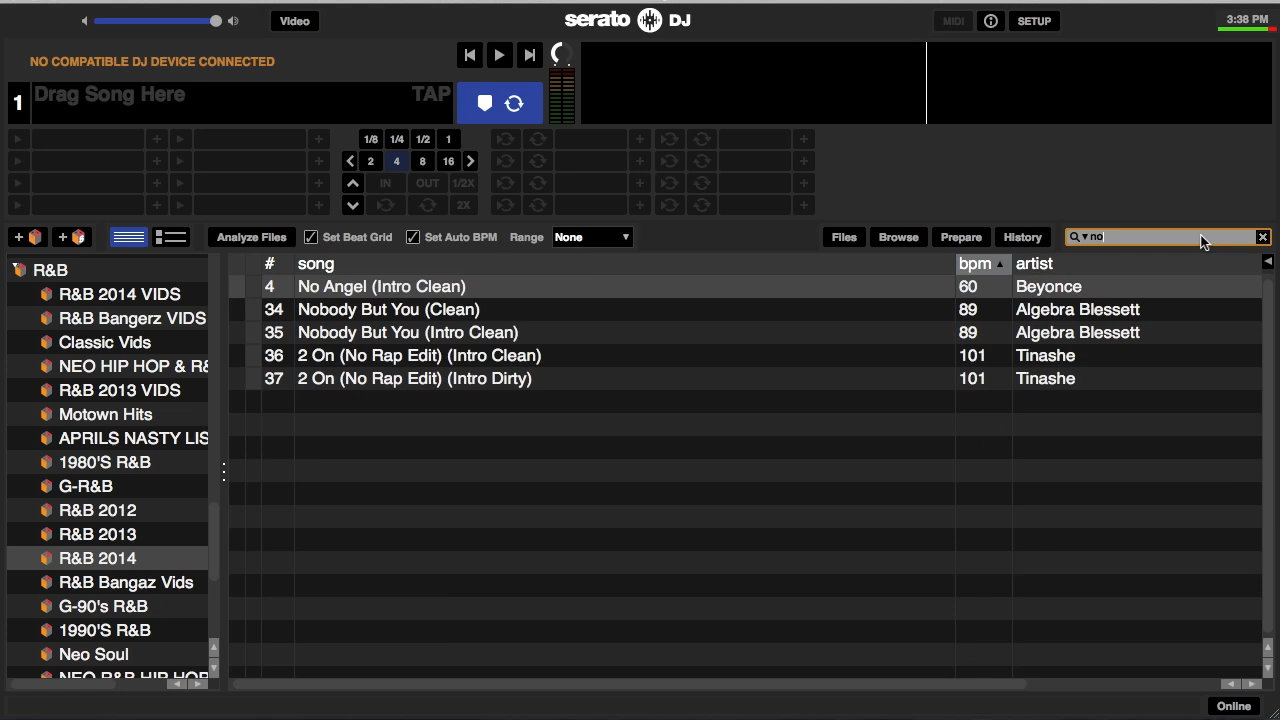 Video
serato DJ
MIDI
SETUP
3:38 PM
NO COMPATIBLE DJ DEVICE CONNECTED
1
Drag Song Here
TAP
1/8 1/4 1/2 1
2 4 8 16
IN OUT 1/2X
2X
Analyze Files
Set Beat Grid
Set Auto BPM
Range None
Files
Browse
Prepare
History
no
R&B
R&B 2014 VIDS
R&B Bangerz VIDS
Classic Vids
NEO HIP HOP & R&
R&B 2013 VIDS
Motown Hits
APRILS NASTY LIS
1980'S R&B
G-R&B
R&B 2012
R&B 2013
R&B 2014
R&B Bangaz Vids
G-90's R&B
1990'S R&B
Neo Soul
NEO R&B HIP HOP
# song bpm artist
4 No Angel (Intro Clean) 60 Beyonce
34 Nobody But You (Clean) 89 Algebra Blessett
35 Nobody But You (Intro Clean) 89 Algebra Blessett
36 2 On (No Rap Edit) (Intro Clean) 101 Tinashe
37 2 On (No Rap Edit) (Intro Dirty) 101 Tinashe
Online